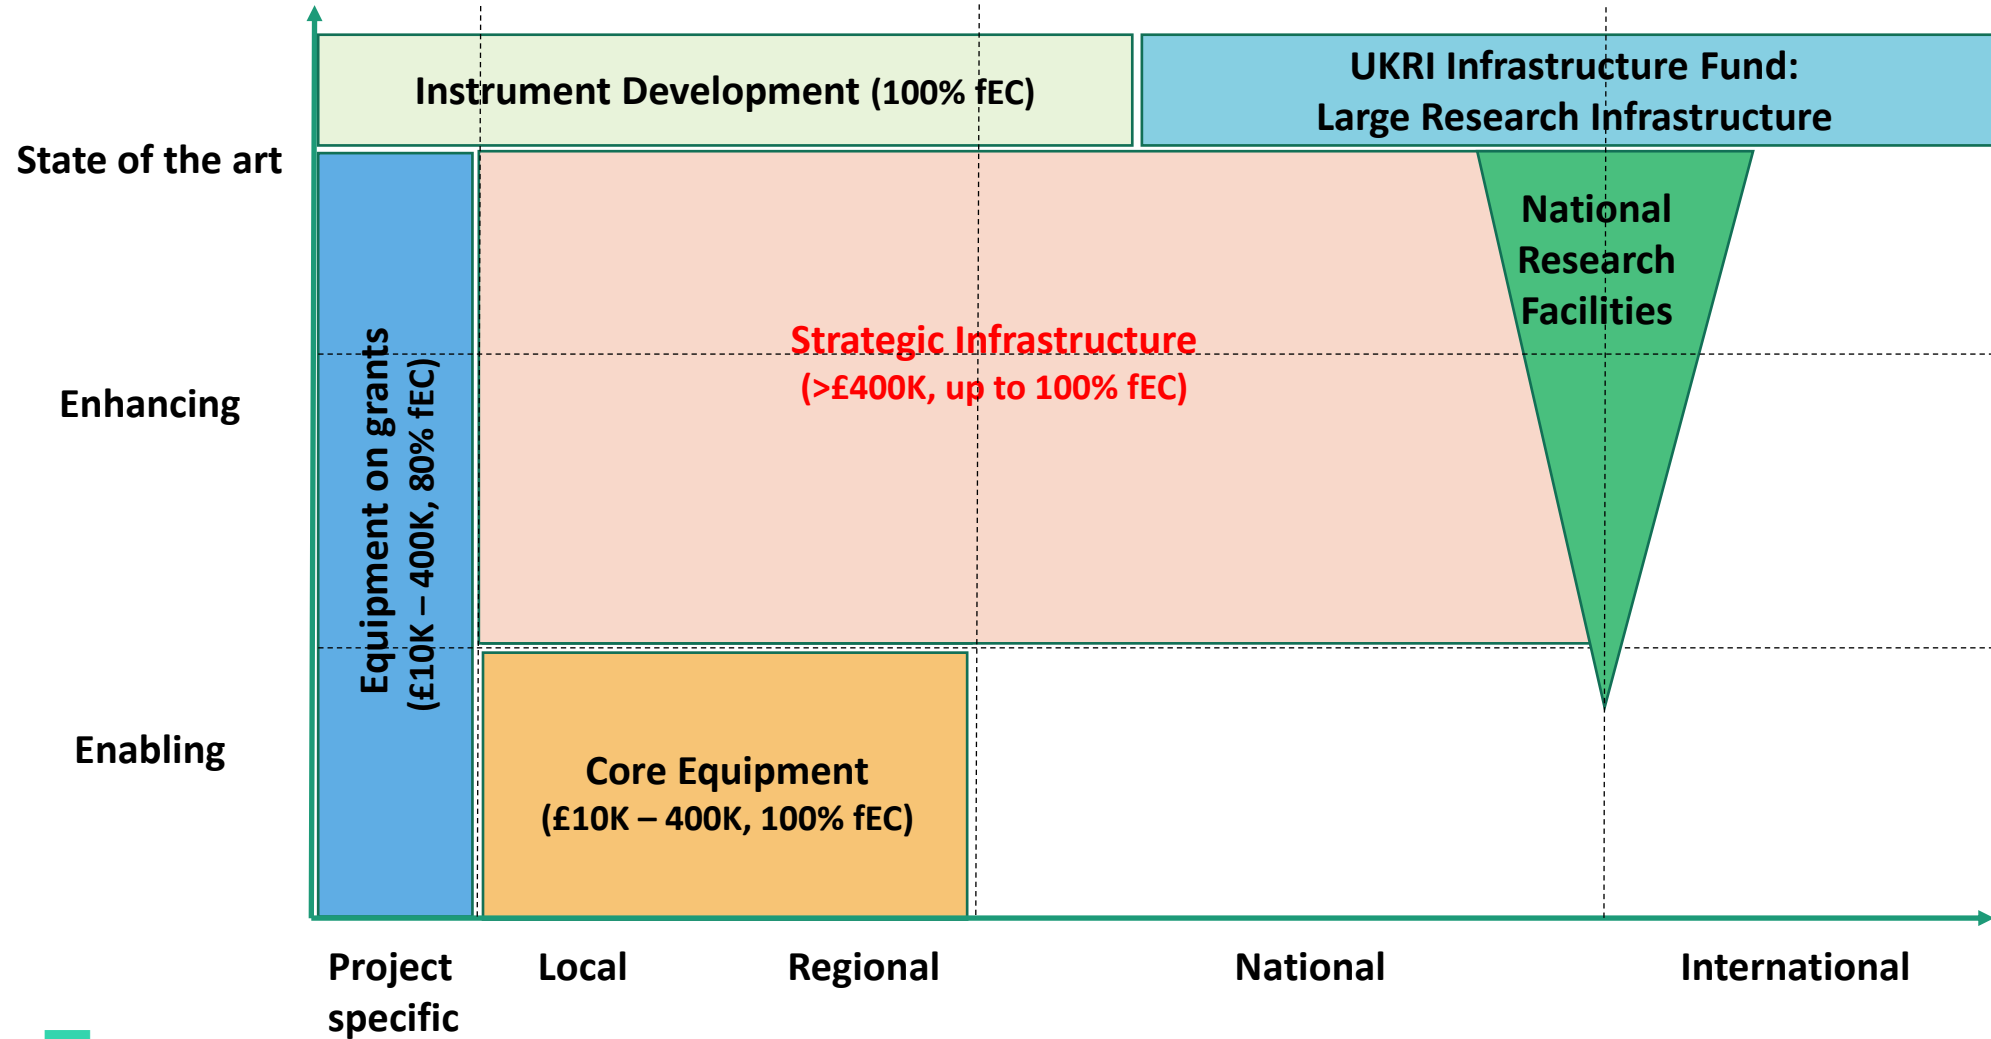 Instrument Development (100% fEC)
UKRI Infrastructure Fund:
Large Research Infrastructure
State of the art
National
Research
Facilities
Strategic Infrastructure
(>£400K, up to 100% fEC)
Enhancing
Equipment on grants
(£10K – 400K, 80% fEC)
Enabling
Core Equipment
(£10K – 400K, 100% fEC)
Project
specific
Local
Regional
National
International